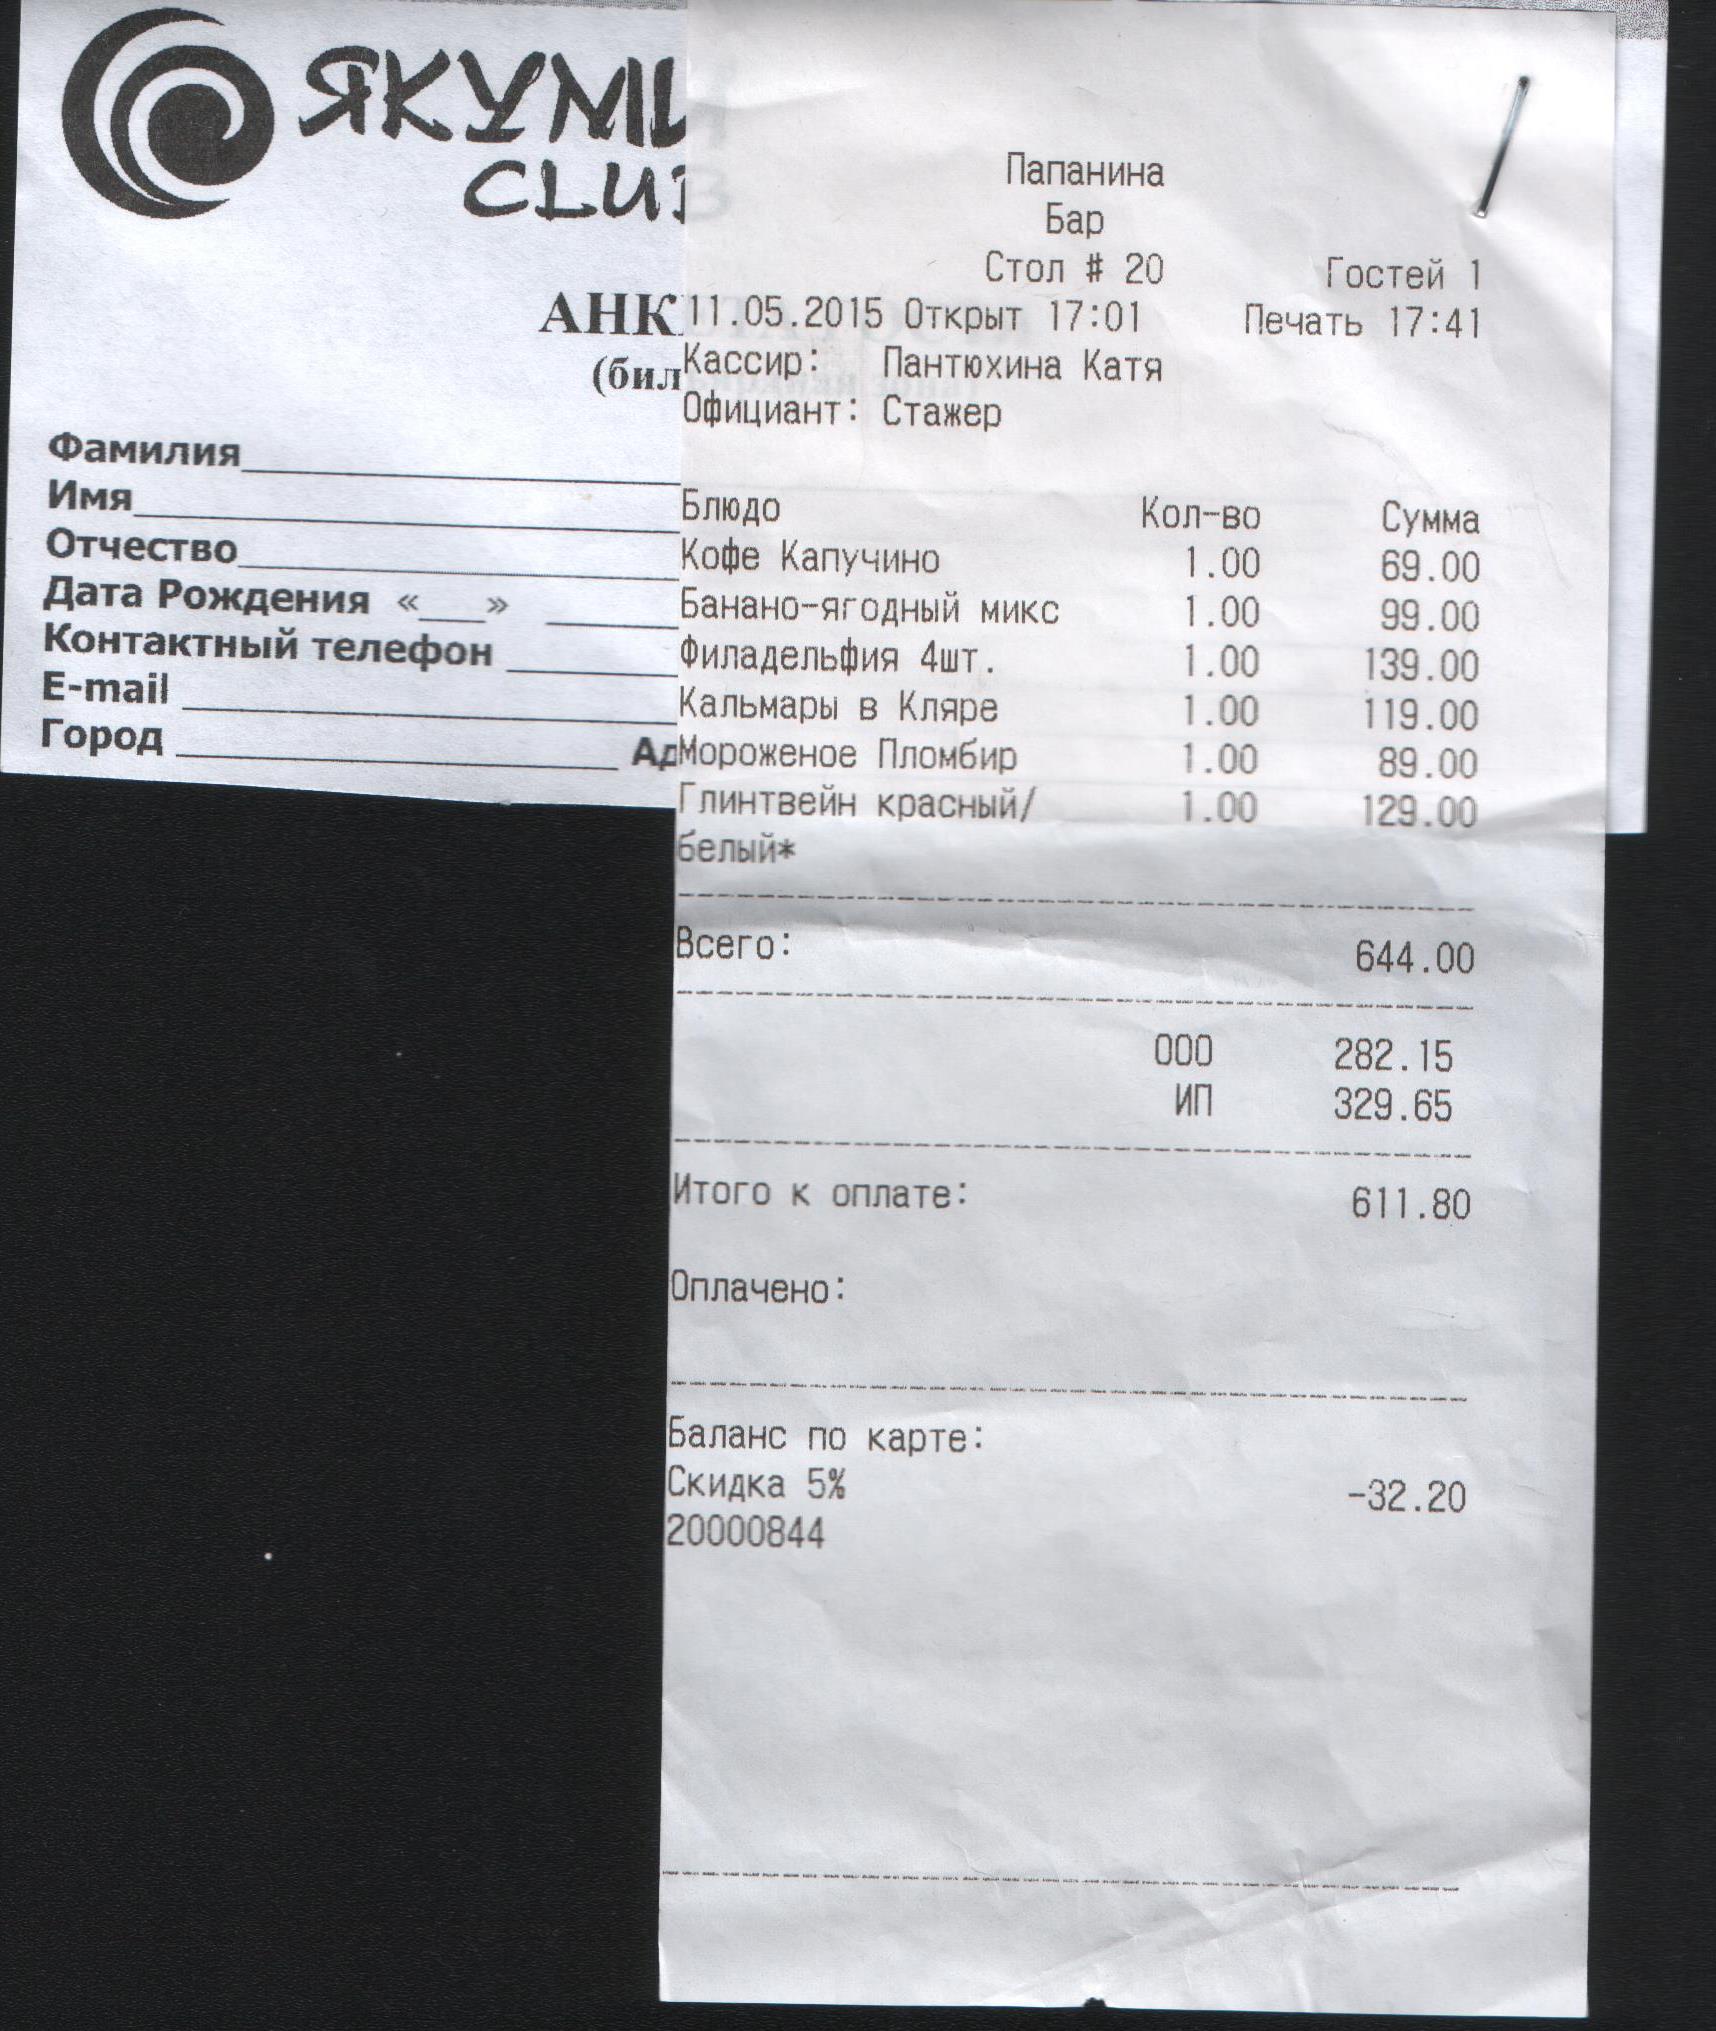 ЯКУМИ
CLUB
АНК
(бил
Фамилия
Имя
Отчество
Дата Рождения «___»
Контактный телефон
E-mail
Город Ад
Папанина
Бар
Стол # 20 Гостей 1
11.05.2015 Открыт 17:01 Печать 17:41
Кассир: Пантюхина Катя
Официант: Стажер
Блюдо Кол-во Сумма
Кофе Капучино 1.00 69.00
Банано-ягодный микс 1.00 99.00
Филадельфия 4шт. 1.00 139.00
Кальмары в Кляре 1.00 119.00
Мороженое Пломбир 1.00 89.00
Глинтвейн красный/ 1.00 129.00
белый*
Всего: 644.00
ООО 282.15
ИП 329.65
Итого к оплате: 611.80
Оплачено:
Баланс по карте:
Скидка 5% -32.20
20000844